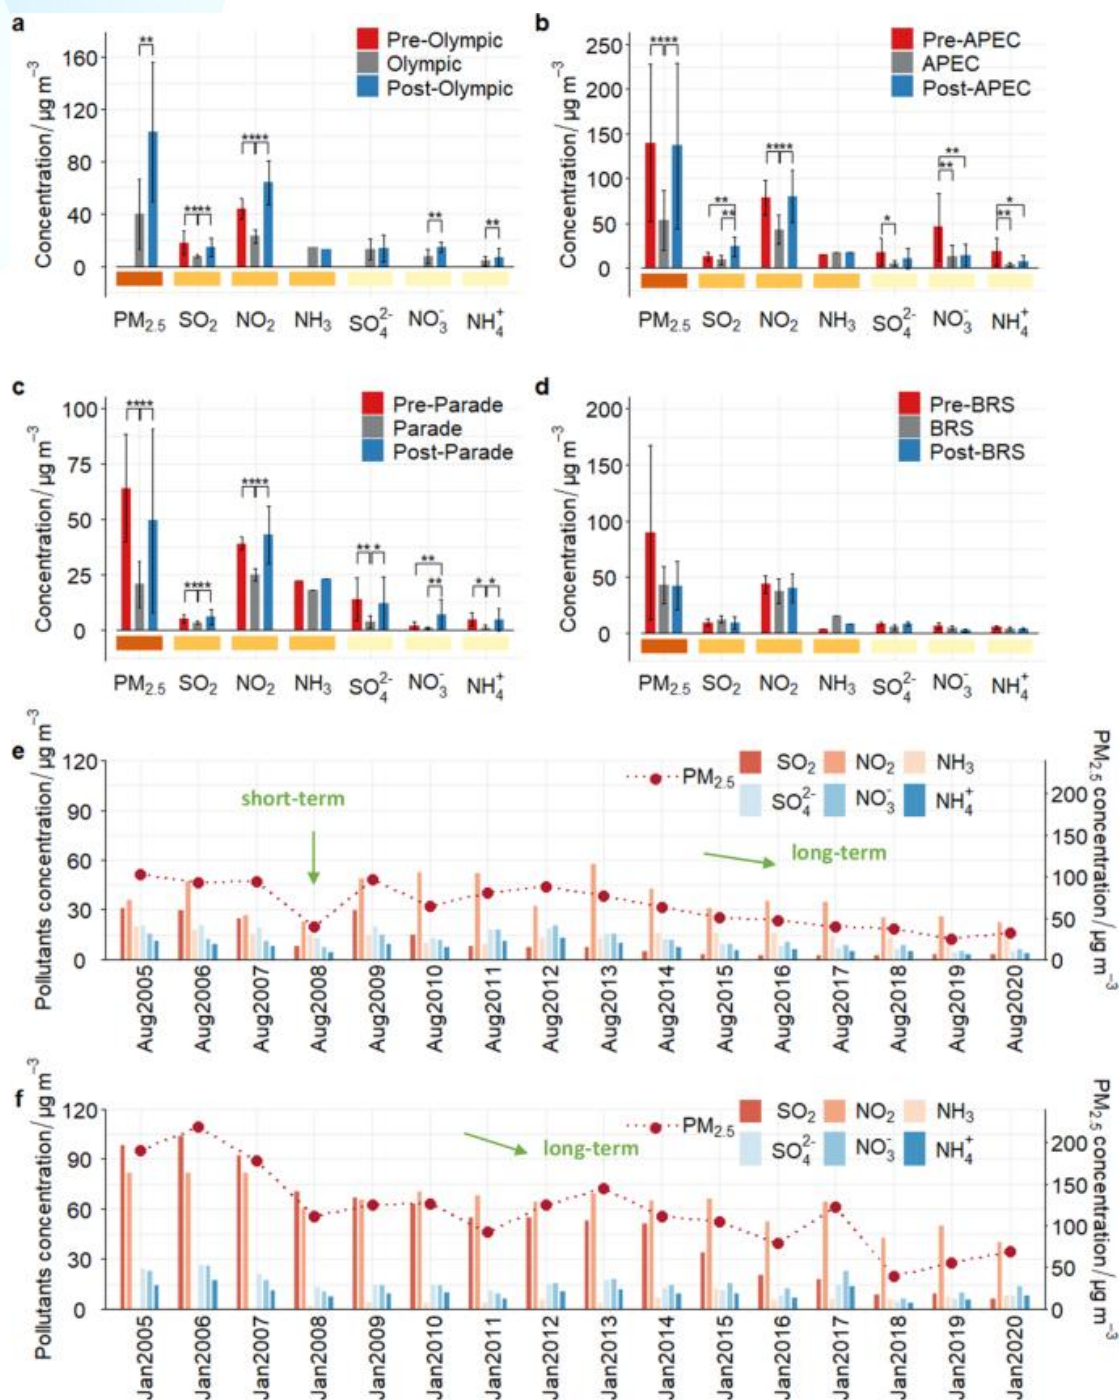 a
Concentration/ μg m⁻³
160
120
80
40
0
** ** ** ** ** ** **
Pre-Olympic
Olympic
Post-Olympic
PM₂.₅ SO₂ NO₂ NH₃ SO₄²⁻ NO₃⁻ NH₄⁺
b
Concentration/ μg m⁻³
250
200
150
100
50
0
**** ** ** **** * ** ** * **
Pre-APEC
APEC
Post-APEC
PM₂.₅ SO₂ NO₂ NH₃ SO₄²⁻ NO₃⁻ NH₄⁺
c
Concentration/ μg m⁻³
100
75
50
25
0
**** **** **** ** * ** ** * *
Pre-Parade
Parade
Post-Parade
PM₂.₅ SO₂ NO₂ NH₃ SO₄²⁻ NO₃⁻ NH₄⁺
d
Concentration/ μg m⁻³
200
150
100
50
0
Pre-BRS
BRS
Post-BRS
PM₂.₅ SO₂ NO₂ NH₃ SO₄²⁻ NO₃⁻ NH₄⁺
e
Pollutants concentration/ μg m⁻³
120
90
60
30
0
short-term
long-term
PM₂.₅
SO₂ NO₂ NH₃
SO₄²⁻ NO₃⁻ NH₄⁺
200
150
100
50
0
PM₂.₅ concentration/ μg m⁻³
Aug2005 Aug2006 Aug2007 Aug2008 Aug2009 Aug2010 Aug2011 Aug2012 Aug2013 Aug2014 Aug2015 Aug2016 Aug2017 Aug2018 Aug2019 Aug2020
f
Pollutants concentration/ μg m⁻³
120
90
60
30
0
long-term
PM₂.₅
SO₂ NO₂ NH₃
SO₄²⁻ NO₃⁻ NH₄⁺
200
150
100
50
0
PM₂.₅ concentration/ μg m⁻³
Jan2005 Jan2006 Jan2007 Jan2008 Jan2009 Jan2010 Jan2011 Jan2012 Jan2013 Jan2014 Jan2015 Jan2016 Jan2017 Jan2018 Jan2019 Jan2020